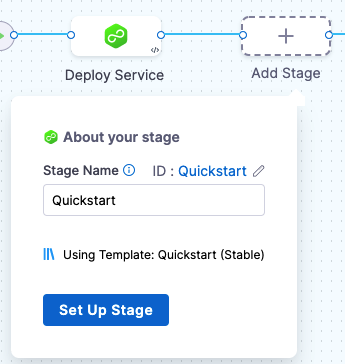 Deploy Service
Add Stage
About your stage
Stage Name
ID : Quickstart
Quickstart
Using Template: Quickstart (Stable)
Set Up Stage